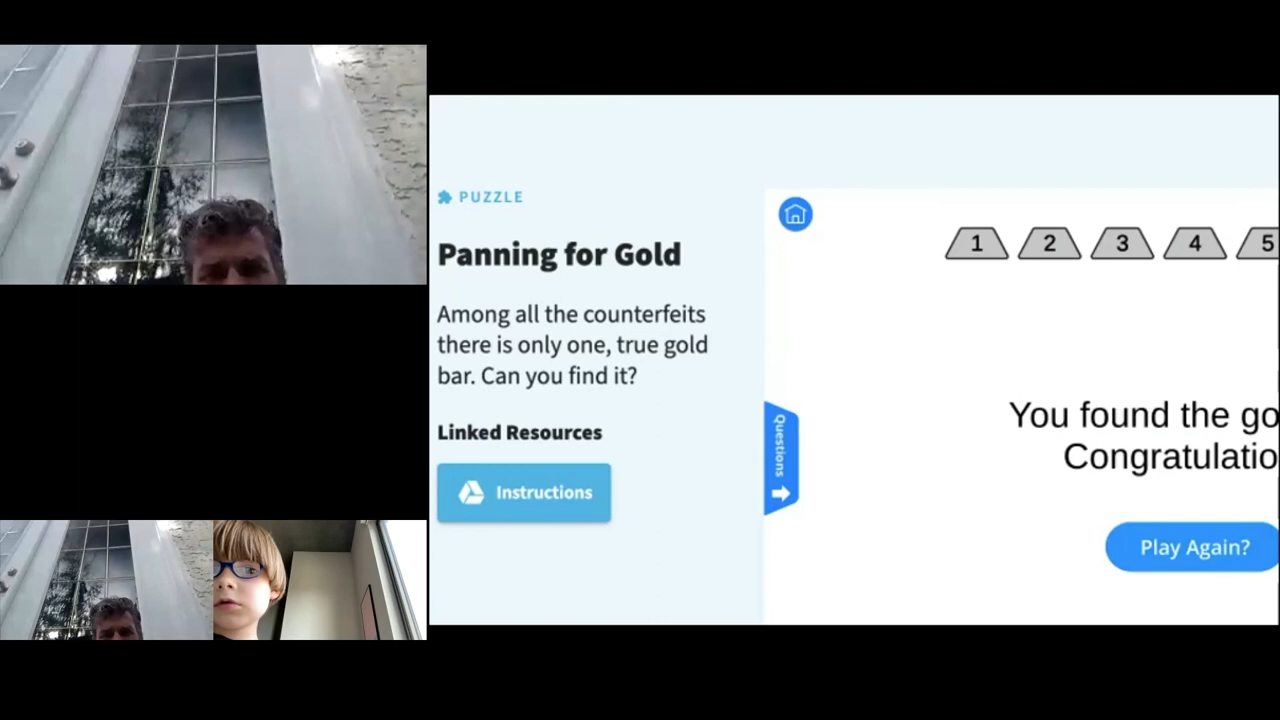 PUZZLE
Panning for Gold
Among all the counterfeits
there is only one, true gold
bar. Can you find it?
Linked Resources
Instructions
1 2 3 4 5
Questions
You found the go
Congratulatio
Play Again?